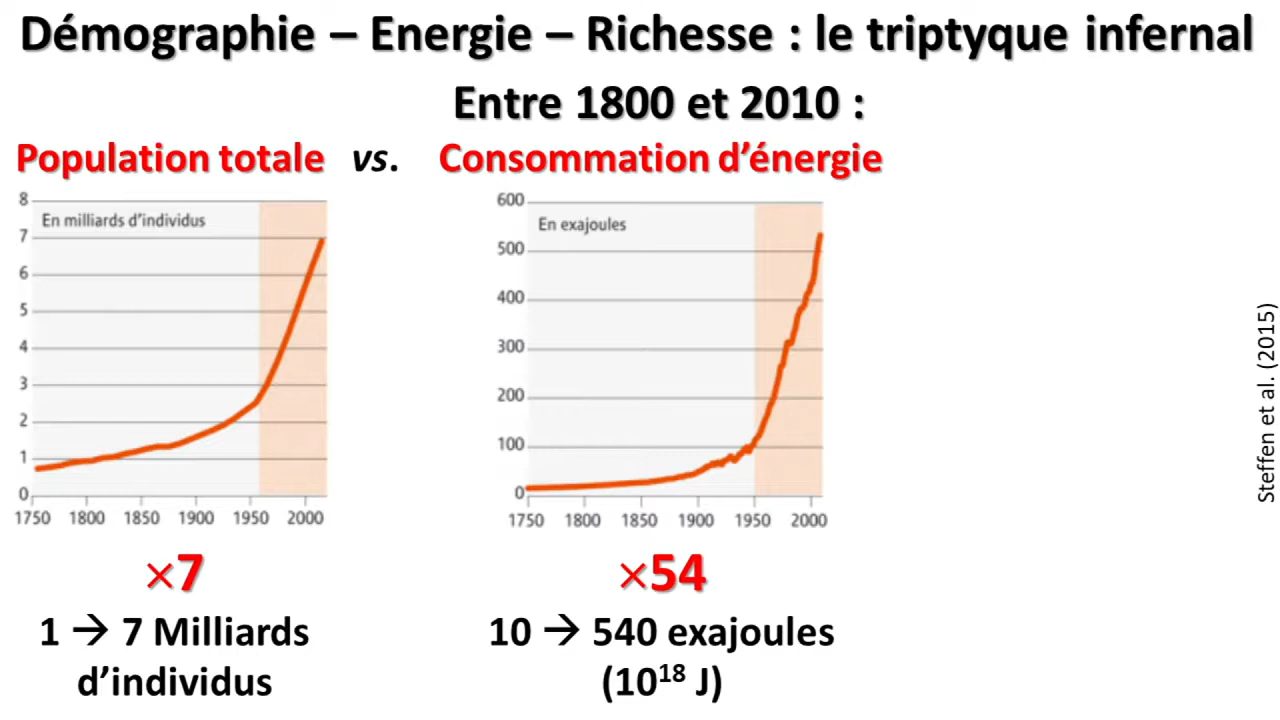 Démographie – Energie – Richesse : le triptyque infernal
Entre 1800 et 2010 :
Population totale vs. Consommation d’énergie
8
7
6
5
4
3
2
1
0
En milliards d’individus
1750 1800 1850 1900 1950 2000
600
500
400
300
200
100
0
En exajoules
1750 1800 1850 1900 1950 2000
×7
1 → 7 Milliards
d’individus
×54
10 → 540 exajoules
(10¹⁸ J)
Steffen et al. (2015)